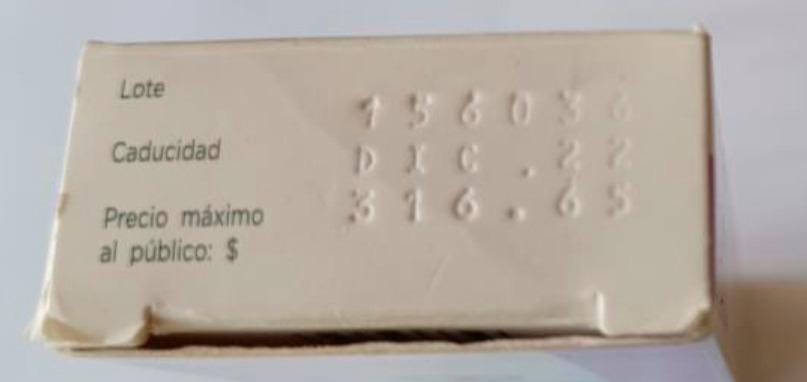 Lote 156036
Caducidad DIC.22
Precio máximo 316.65
al público: $